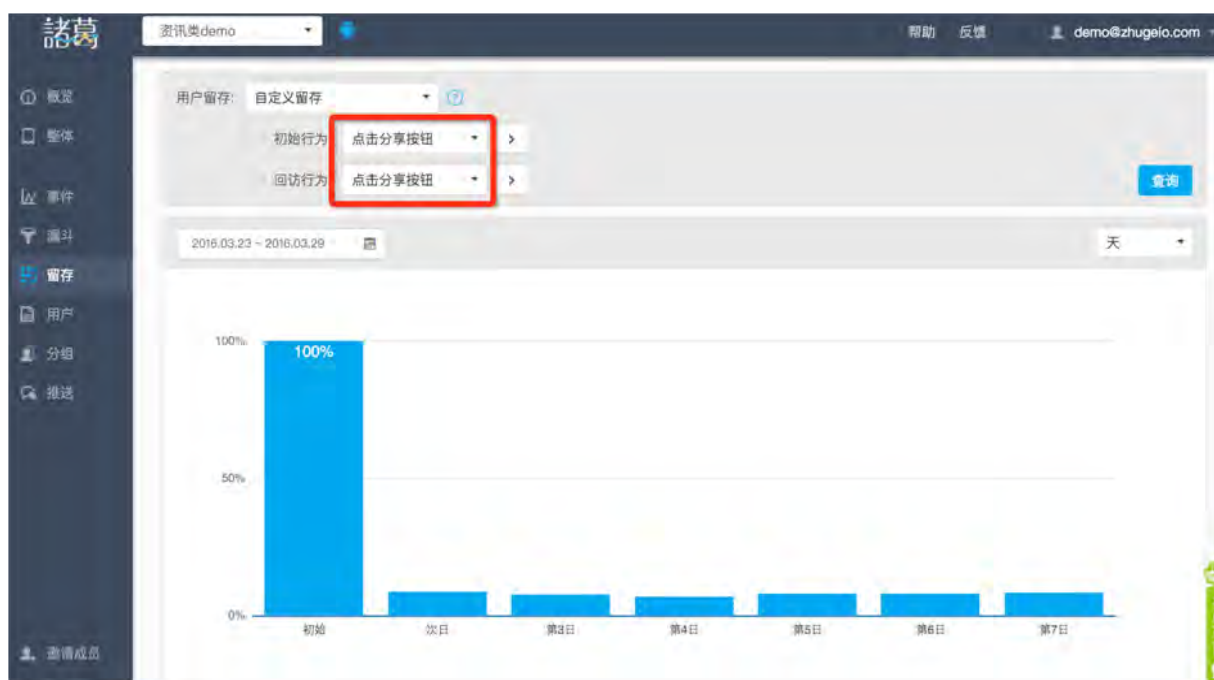 諸葛
资讯类demo
帮助 反馈 demo@zhugeio.com
概览
整体
事件
漏斗
留存
用户
分组
推送
邀请成员
用户留存: 自定义留存
初始行为 点击分享按钮
回访行为 点击分享按钮
查询
2016.03.23 ~ 2016.03.29
天
100%
100%
50%
0%
初始 次日 第3日 第4日 第5日 第6日 第7日